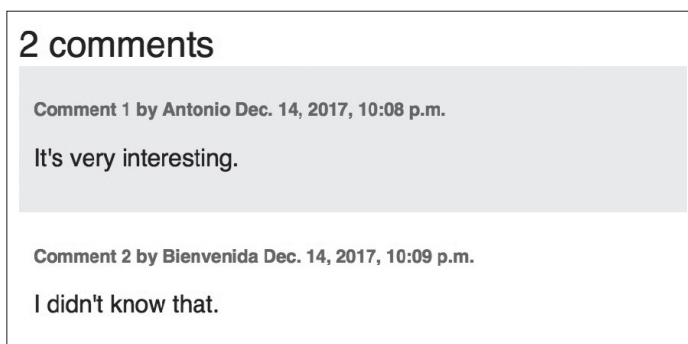 2 comments
Comment 1 by Antonio Dec. 14, 2017, 10:08 p.m.
It's very interesting.
Comment 2 by Bienvenida Dec. 14, 2017, 10:09 p.m.
I didn't know that.